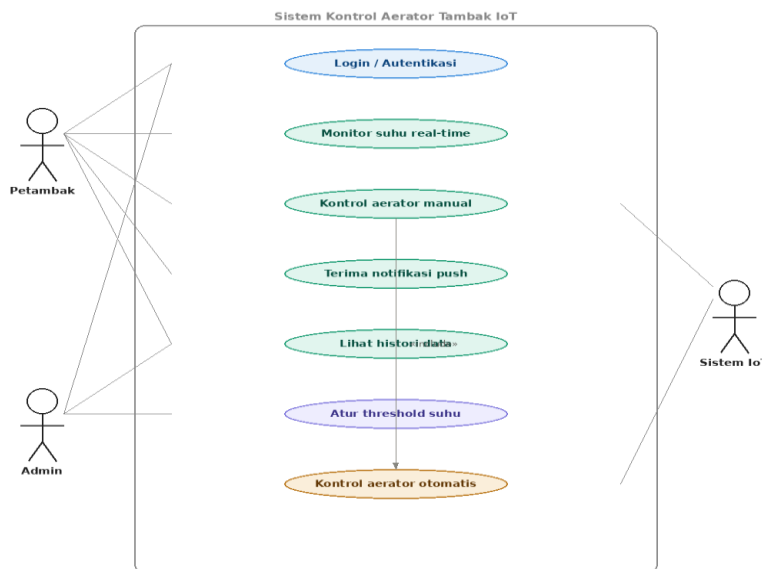 Sistem Kontrol Aerator Tambak IoT
Login / Autentikasi
Monitor suhu real-time
Petambak
Kontrol aerator manual
Terima notifikasi push
Lihat histori data
Sistem IoT
Atur threshold suhu
Admin
Kontrol aerator otomatis